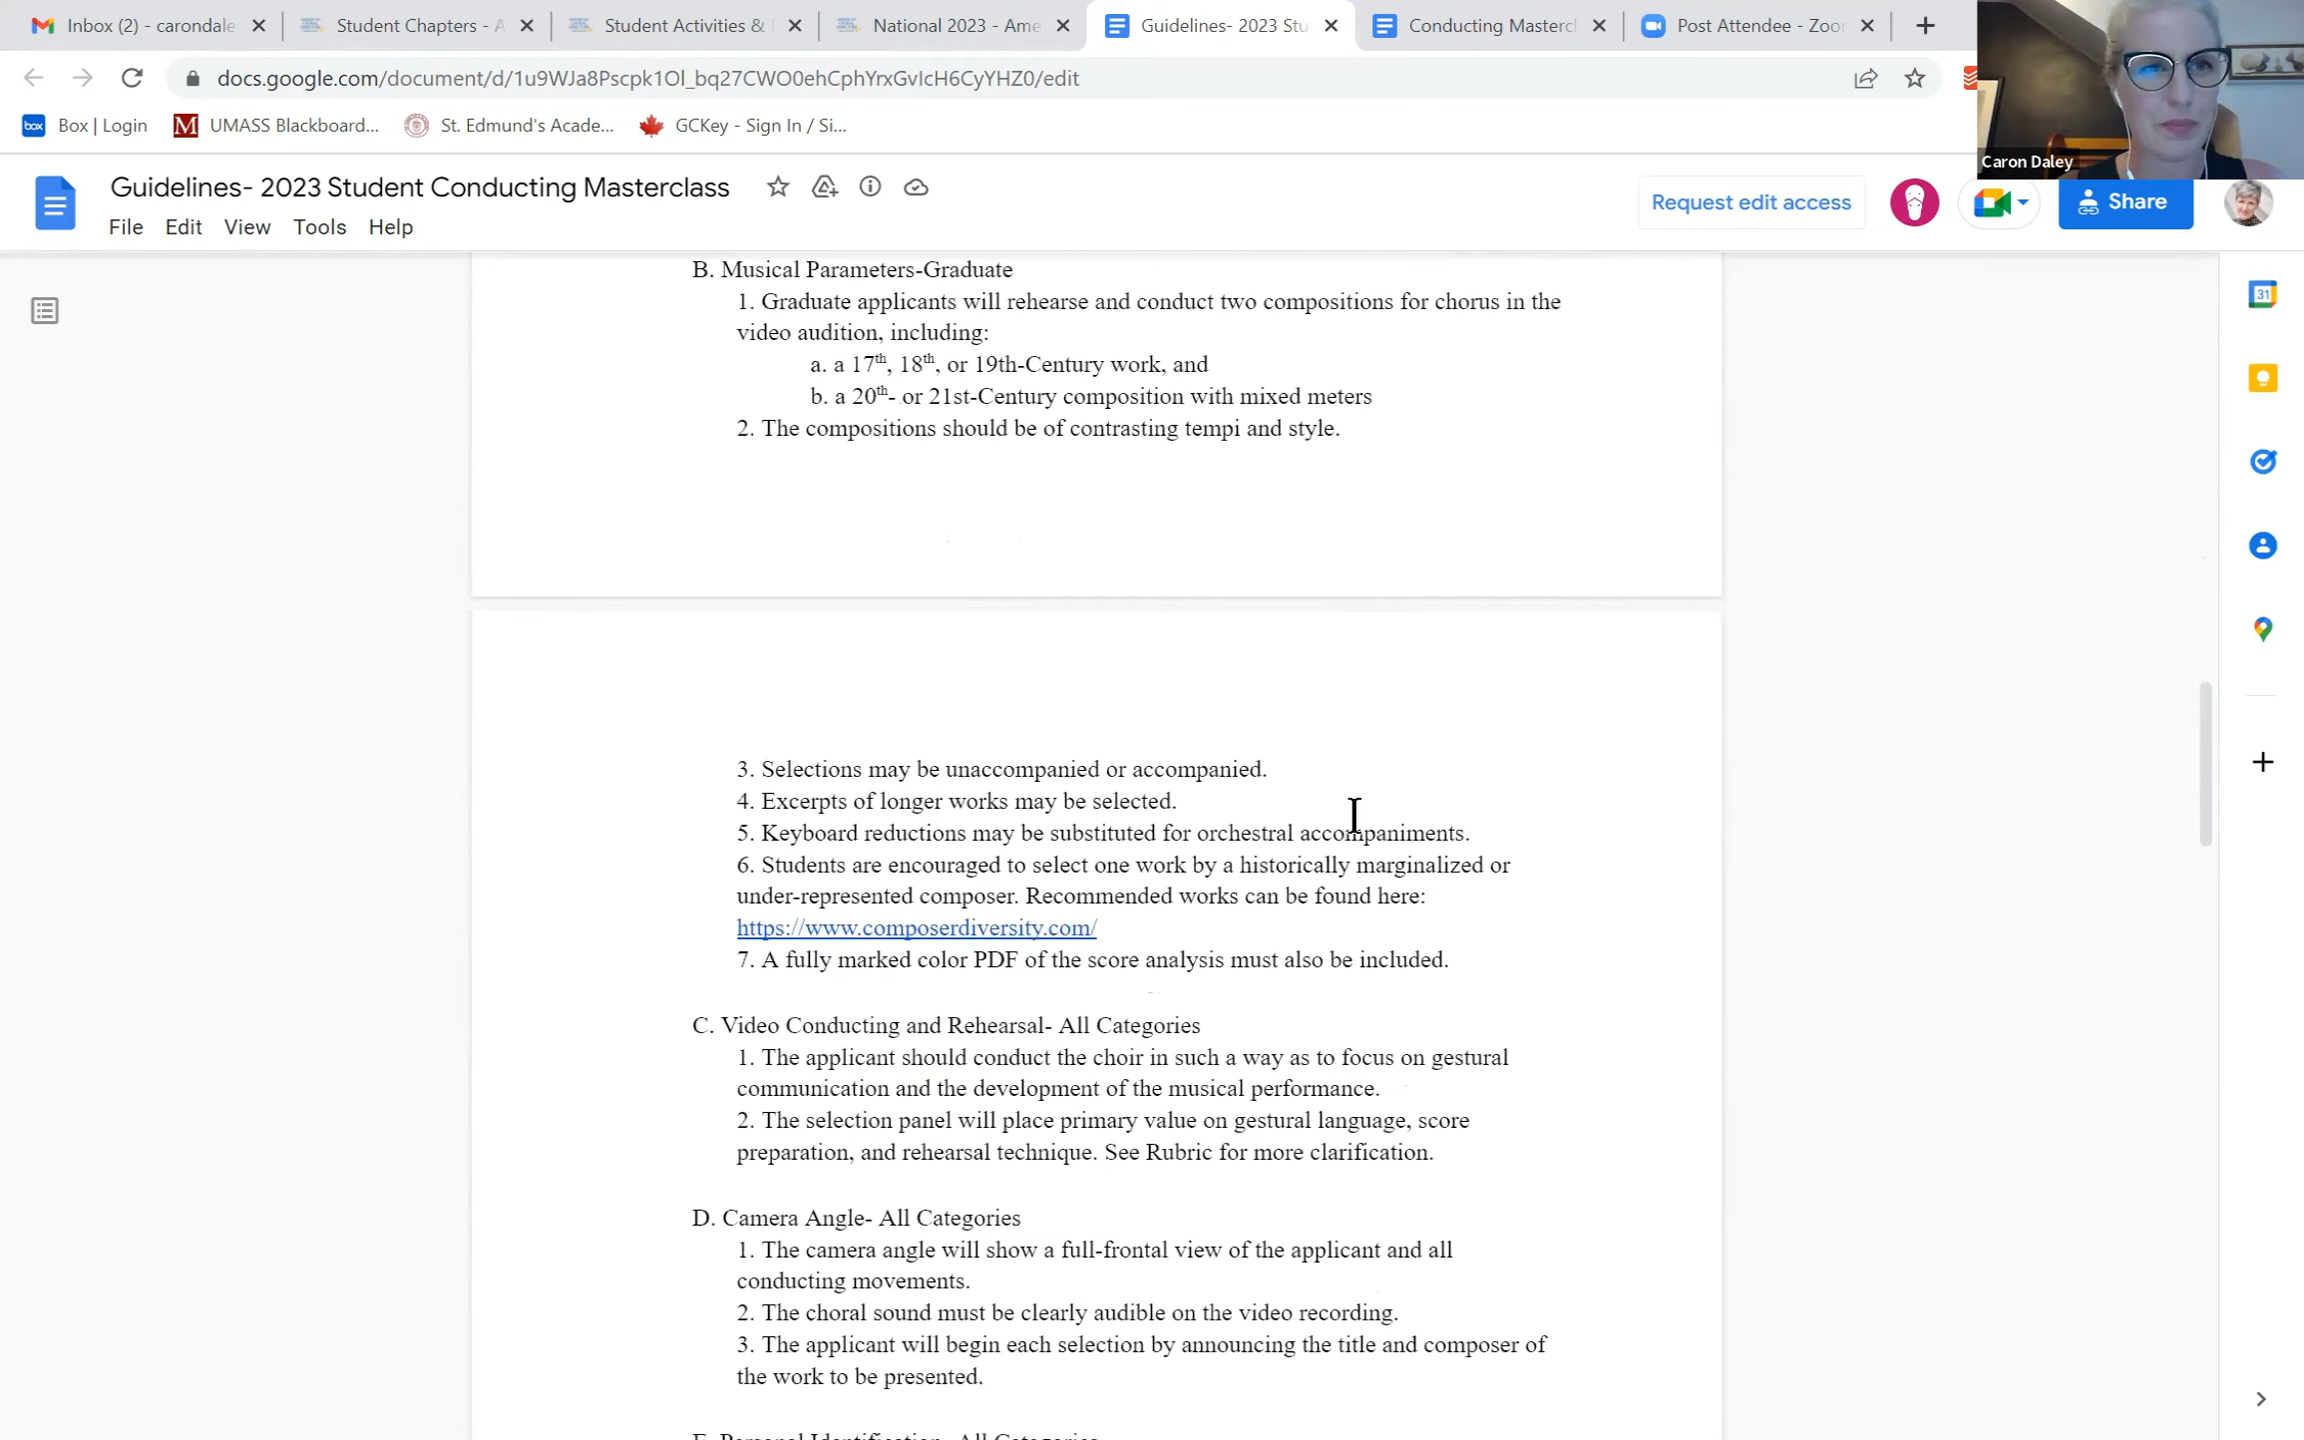 Inbox (2) - carondale
Student Chapters - A
Student Activities &
National 2023 - Ame
Guidelines- 2023 Stu
Conducting Mastercl
Post Attendee - Zoom
docs.google.com/document/d/1u9WJa8Pscpk1Ol_bq27CWO0ehCphYrxGvIcH6CyYHZ0/edit
box
Box | Login
M
UMASS Blackboard...
St. Edmund's Acade...
GCKey - Sign In / Si...
Caron Daley
Guidelines- 2023 Student Conducting Masterclass
Request edit access
Share
File
Edit
View
Tools
Help
31
B. Musical Parameters-Graduate
1. Graduate applicants will rehearse and conduct two compositions for chorus in the
video audition, including:
a. a 17th, 18th, or 19th-Century work, and
b. a 20th- or 21st-Century composition with mixed meters
2. The compositions should be of contrasting tempi and style.
3. Selections may be unaccompanied or accompanied.
4. Excerpts of longer works may be selected.
5. Keyboard reductions may be substituted for orchestral accompaniments.
6. Students are encouraged to select one work by a historically marginalized or
under-represented composer. Recommended works can be found here:
https://www.composerdiversity.com/
7. A fully marked color PDF of the score analysis must also be included.
C. Video Conducting and Rehearsal- All Categories
1. The applicant should conduct the choir in such a way as to focus on gestural
communication and the development of the musical performance.
2. The selection panel will place primary value on gestural language, score
preparation, and rehearsal technique. See Rubric for more clarification.
D. Camera Angle- All Categories
1. The camera angle will show a full-frontal view of the applicant and all
conducting movements.
2. The choral sound must be clearly audible on the video recording.
3. The applicant will begin each selection by announcing the title and composer of
the work to be presented.
E. Personal Identification- All Categories